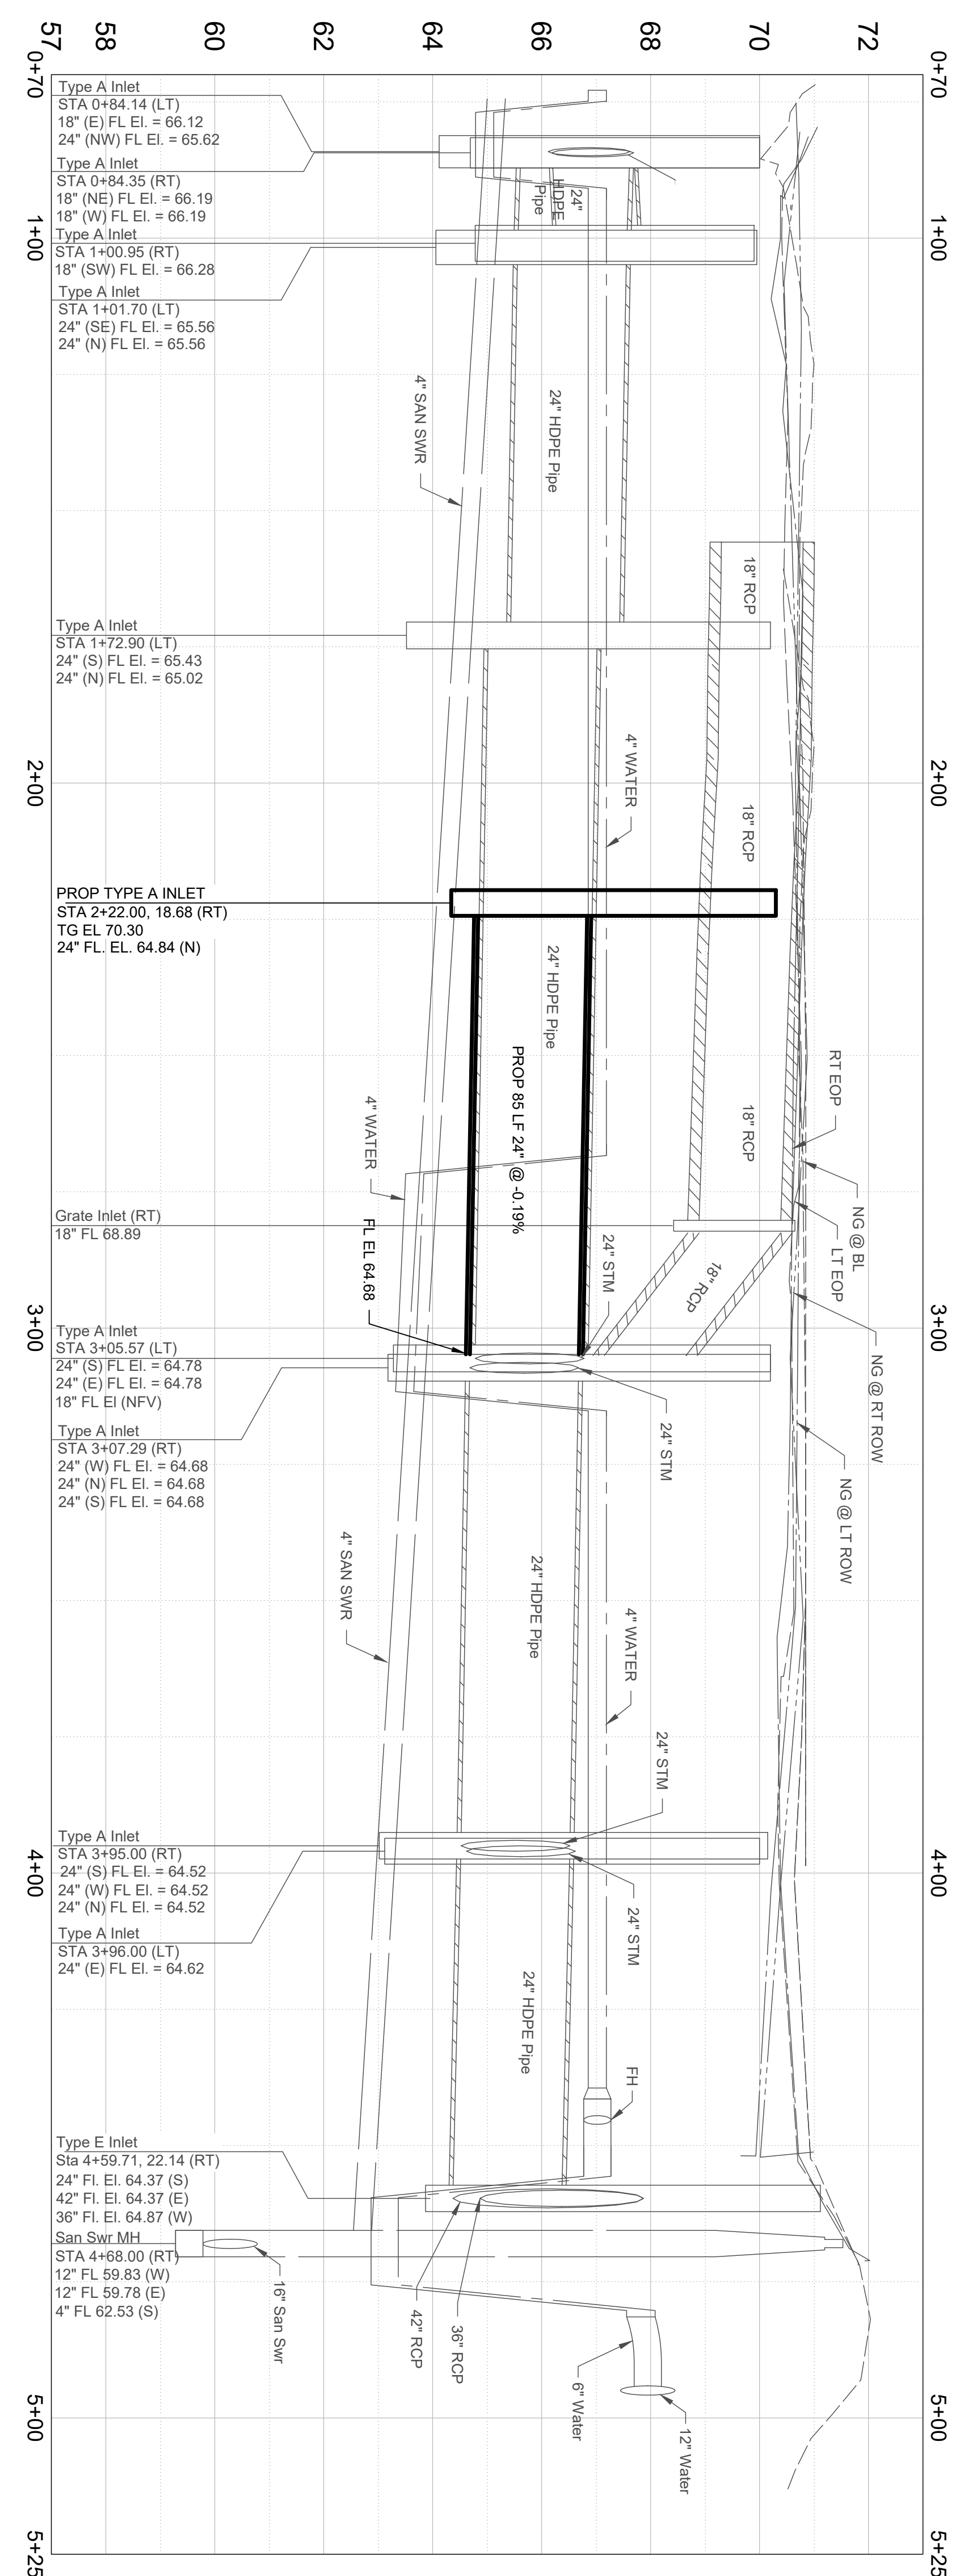 57
58
60
62
64
66
68
70
72
0+70
0+70
Type A Inlet
STA 0+84.14 (LT)
18" (E) FL El. = 66.12
24" (NW) FL El. = 65.62
Type A Inlet
STA 0+84.35 (RT)
18" (NE) FL El. = 66.19
18" (W) FL El. = 66.19
24"
HDPE
Pipe
1+00
1+00
Type A Inlet
STA 1+00.95 (RT)
18" (SW) FL El. = 66.28
Type A Inlet
STA 1+01.70 (LT)
24" (SE) FL El. = 65.56
24" (N) FL El. = 65.56
4" SAN SWR
24" HDPE Pipe
18" RCP
Type A Inlet
STA 1+72.90 (LT)
24" (S) FL El. = 65.43
24" (N) FL El. = 65.02
4" WATER
2+00
2+00
18" RCP
PROP TYPE A INLET
STA 2+22.00, 18.68 (RT)
TG EL 70.30
24" FL. EL. 64.84 (N)
24" HDPE Pipe
PROP 85 LF 24" @ -0.19%
4" WATER
18" RCP
RT EOP
NG @ BL
LT EOP
NG @ RT ROW
NG @ LT ROW
Grate Inlet (RT)
18" FL 68.89
FL EL 64.68
24" STM
18" RCP
3+00
3+00
Type A Inlet
STA 3+05.57 (LT)
24" (S) FL El. = 64.78
24" (E) FL El. = 64.78
18" FL El (NFV)
24" STM
Type A Inlet
STA 3+07.29 (RT)
24" (W) FL El. = 64.68
24" (N) FL El. = 64.68
24" (S) FL El. = 64.68
4" SAN SWR
24" HDPE Pipe
4" WATER
24" STM
Type A Inlet
STA 3+95.00 (RT)
24" (S) FL El. = 64.52
24" (W) FL El. = 64.52
24" (N) FL El. = 64.52
4+00
4+00
Type A Inlet
STA 3+96.00 (LT)
24" (E) FL El. = 64.62
24" STM
24" HDPE Pipe
FH
Type E Inlet
Sta 4+59.71, 22.14 (RT)
24" Fl. El. 64.37 (S)
42" Fl. El. 64.37 (E)
36" Fl. El. 64.87 (W)
San Swr MH
STA 4+68.00 (RT)
12" FL 59.83 (W)
12" FL 59.78 (E)
4" FL 62.53 (S)
16" San Swr
42" RCP
36" RCP
6" Water
12" Water
5+00
5+00
5+25
5+25